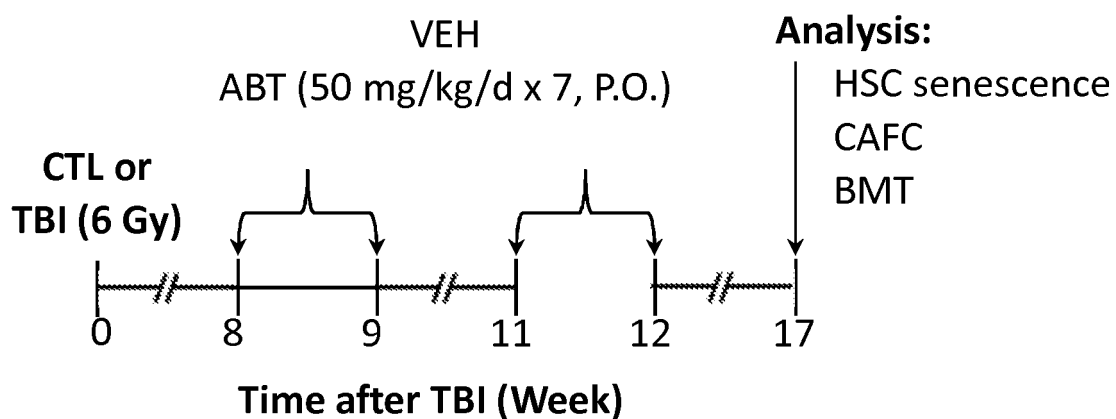 VEH
ABT (50 mg/kg/d x 7, P.O.)
Analysis:
HSC senescence
CAFC
BMT
CTL or
TBI (6 Gy)
0 8 9 11 12 17
Time after TBI (Week)